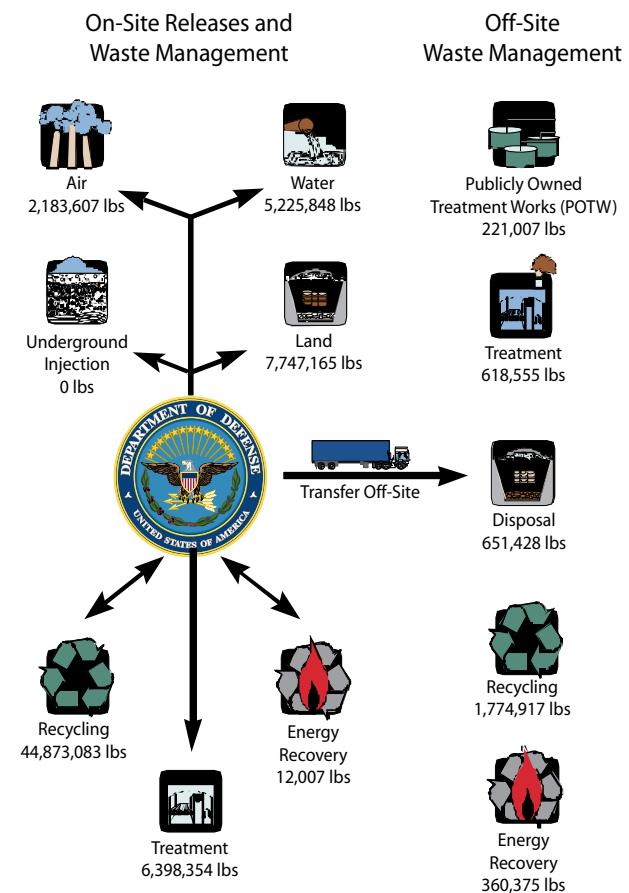 On-Site Releases and
Waste Management
Off-Site
Waste Management
Air
2,183,607 lbs
Water
5,225,848 lbs
Publicly Owned
Treatment Works (POTW)
221,007 lbs
Underground
Injection
0 lbs
Land
7,747,165 lbs
Treatment
618,555 lbs
DEPARTMENT OF DEFENSE
UNITED STATES OF AMERICA
Transfer Off-Site
Disposal
651,428 lbs
Recycling
44,873,083 lbs
Energy
Recovery
12,007 lbs
Recycling
1,774,917 lbs
Treatment
6,398,354 lbs
Energy
Recovery
360,375 lbs